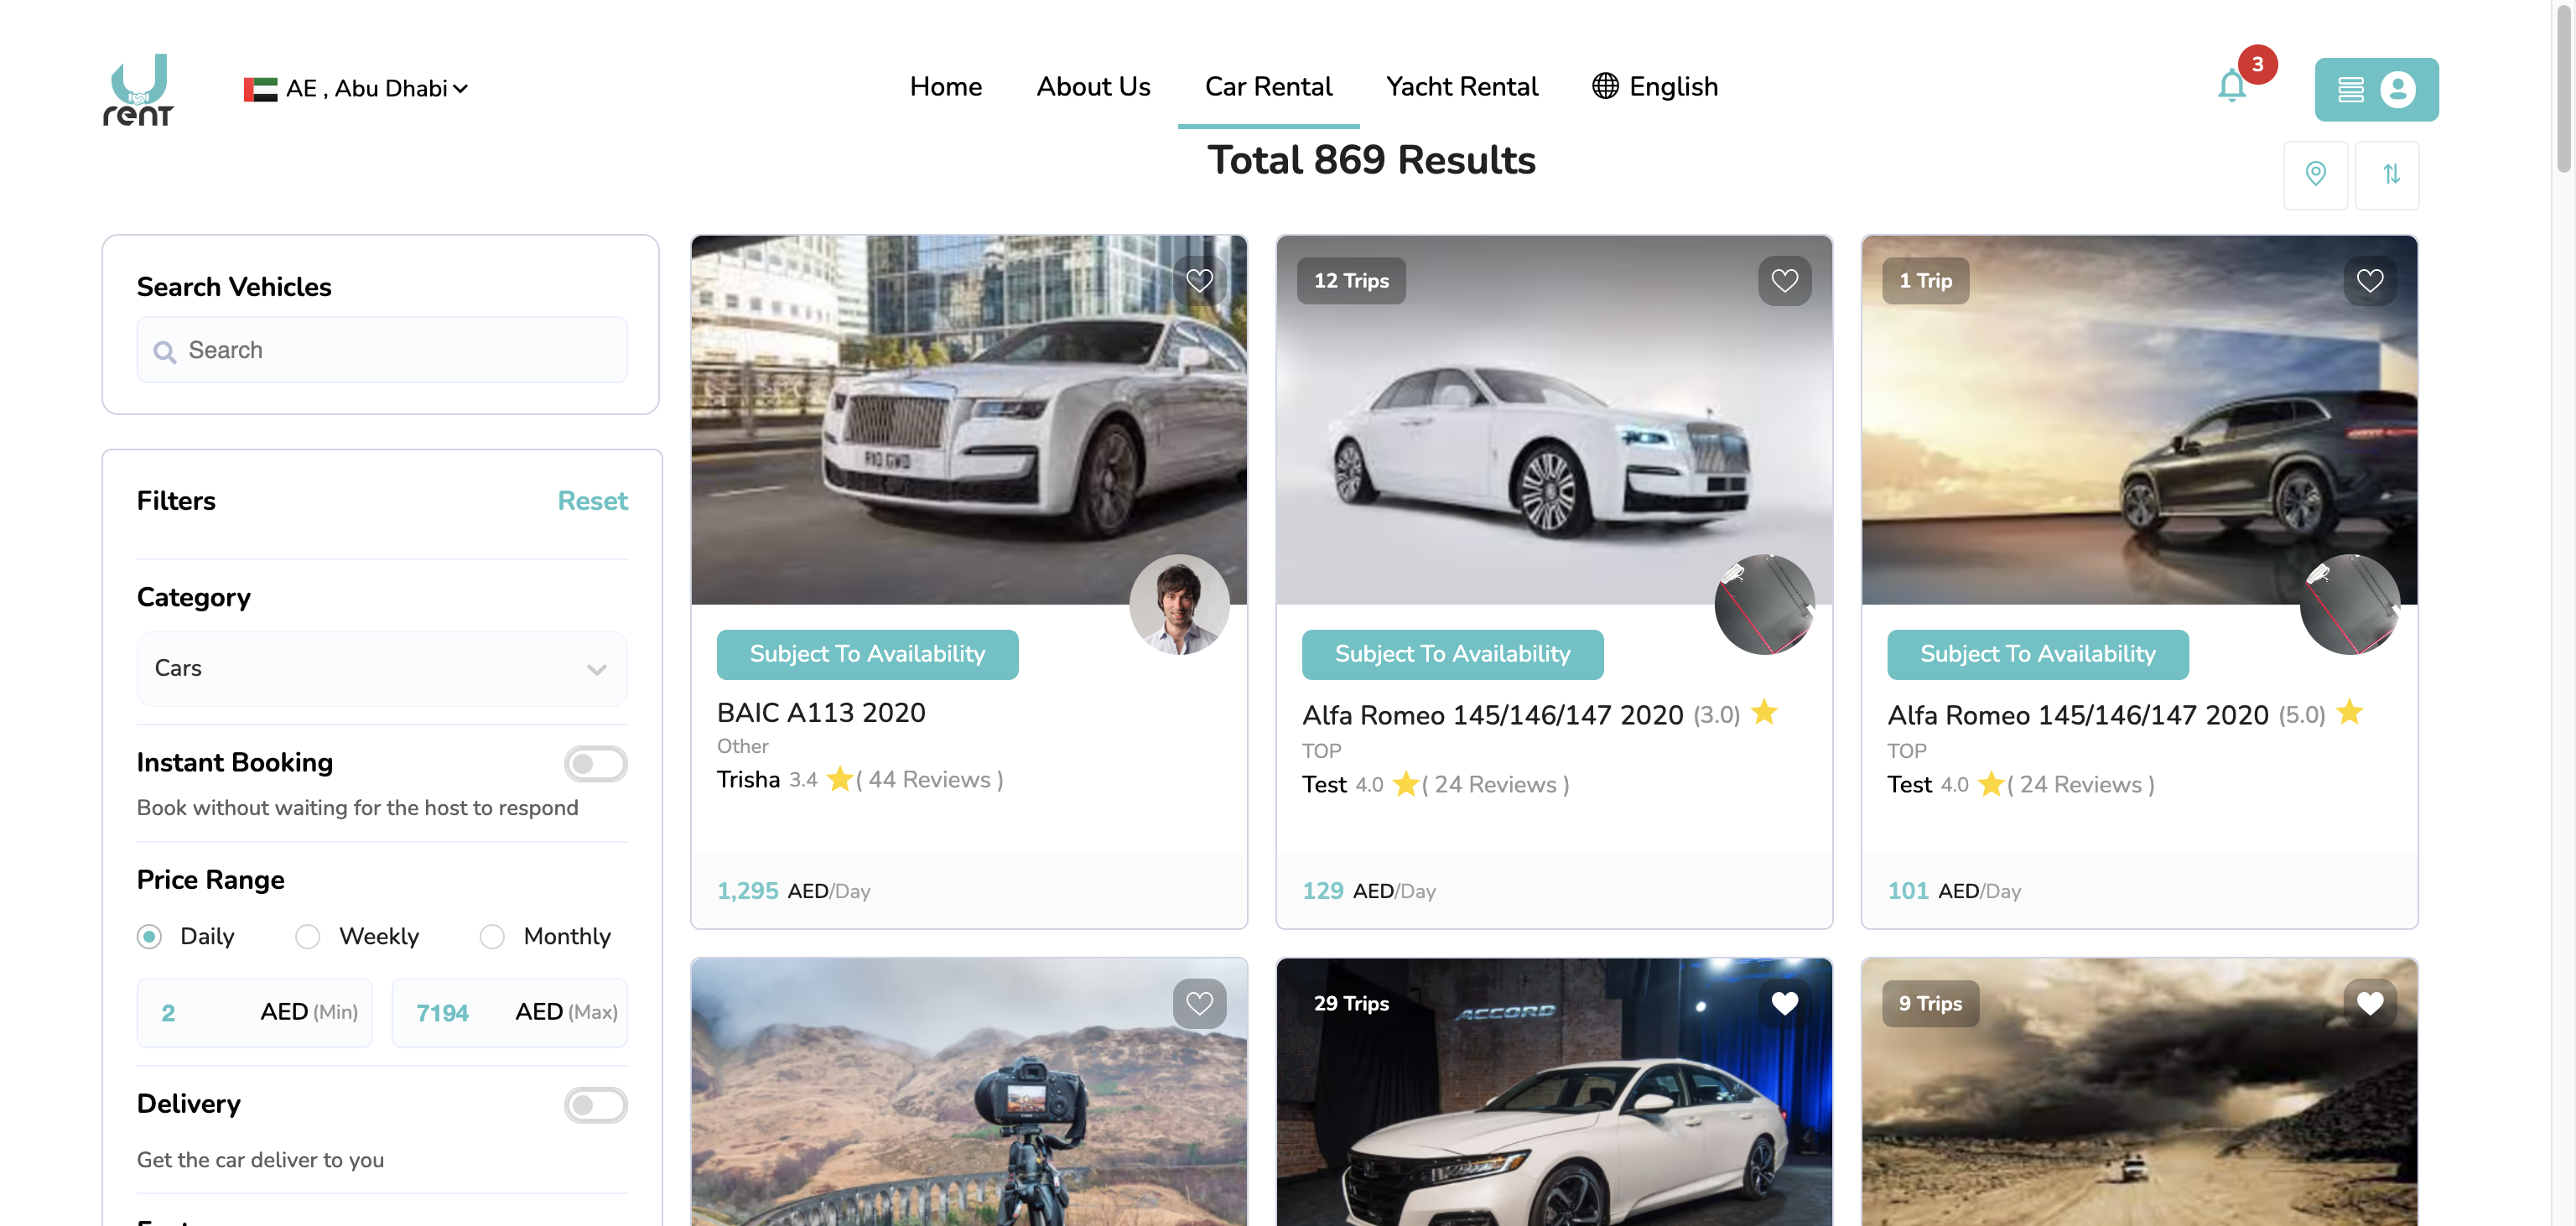 U
rent
AE , Abu Dhabi
Home
About Us
Car Rental
Yacht Rental
English
3
Total 869 Results
Search Vehicles
Search
Filters
Reset
Category
Cars
Instant Booking
Book without waiting for the host to respond
Price Range
Daily
Weekly
Monthly
2 AED (Min)
7194 AED (Max)
Delivery
Get the car deliver to you
Subject To Availability
BAIC A113 2020
Other
Trisha 3.4 ( 44 Reviews )
1,295 AED/Day
12 Trips
Subject To Availability
Alfa Romeo 145/146/147 2020 (3.0)
TOP
Test 4.0 ( 24 Reviews )
129 AED/Day
1 Trip
Subject To Availability
Alfa Romeo 145/146/147 2020 (5.0)
TOP
Test 4.0 ( 24 Reviews )
101 AED/Day
29 Trips
ACCORD
9 Trips